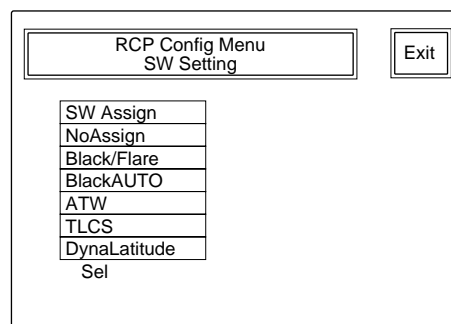 RCP Config Menu
SW Setting
Exit
SW Assign
NoAssign
Black/Flare
BlackAUTO
ATW
TLCS
DynaLatitude
Sel